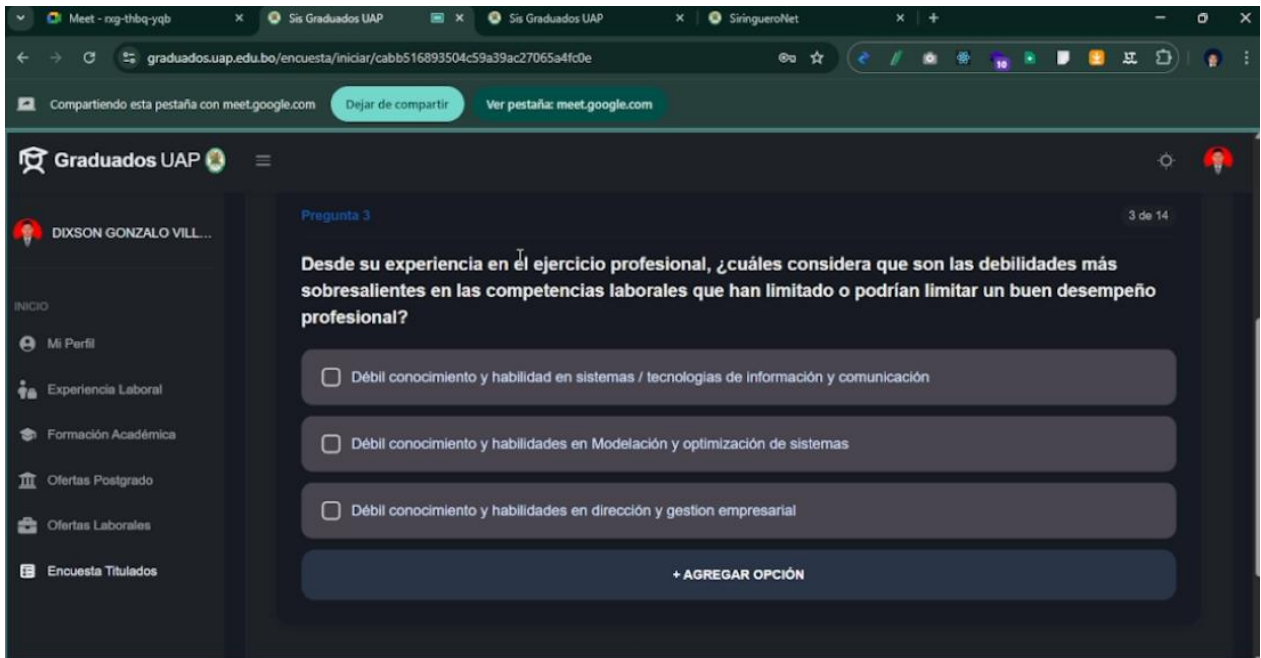 Meet - rxg-thbq-yqb
Sis Graduados UAP
Sis Graduados UAP
SiringueroNet
graduados.uap.edu.bo/encuesta/iniciar/cabb516893504c59a39ac27065a4fc0e
10
Compartiendo esta pestaña con meet.google.com
Dejar de compartir
Ver pestaña: meet.google.com
Graduados UAP
DIXSON GONZALO VILL...
INICIO
Mi Perfil
Experiencia Laboral
Formación Académica
Ofertas Postgrado
Ofertas Laborales
Encuesta Titulados
Pregunta 3
3 de 14
Desde su experiencia en el ejercicio profesional, ¿cuáles considera que son las debilidades más
sobresalientes en las competencias laborales que han limitado o podrían limitar un buen desempeño
profesional?
Débil conocimiento y habilidad en sistemas / tecnologias de información y comunicación
Débil conocimiento y habilidades en Modelación y optimización de sistemas
Débil conocimiento y habilidades en dirección y gestion empresarial
+ AGREGAR OPCIÓN